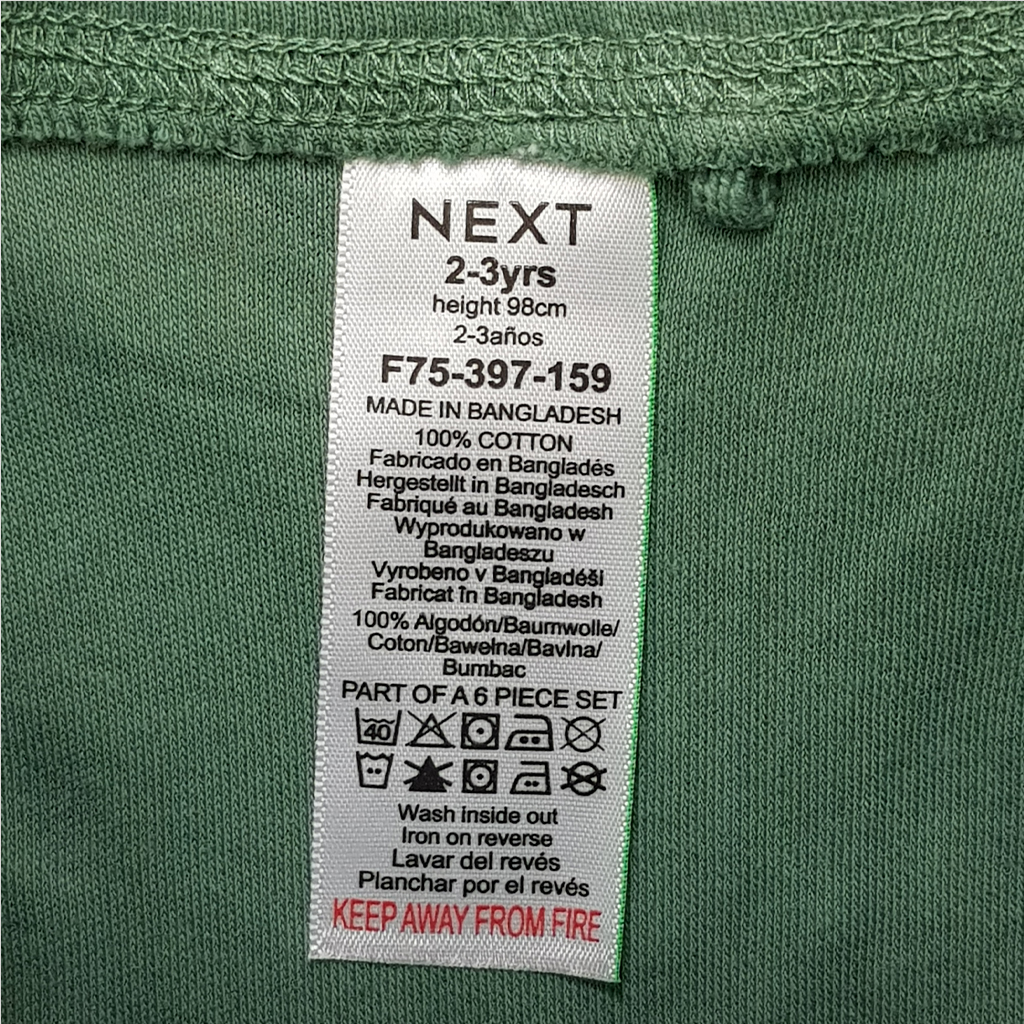 NEXT
2-3yrs
height 98cm
2-3años
F75-397-159
MADE IN BANGLADESH
100% COTTON
Fabricado en Bangladés
Hergestellt in Bangladesch
Fabriqué au Bangladesh
Wyprodukowano w
Bangladeszu
Vyrobeno v Bangladéši
Fabricat în Bangladesh
100% Algodón/Baumwolle/
Coton/Bawełna/Bavlna/
Bumbac
PART OF A 6 PIECE SET
40
Wash inside out
Iron on reverse
Lavar del revés
Planchar por el revés
KEEP AWAY FROM FIRE